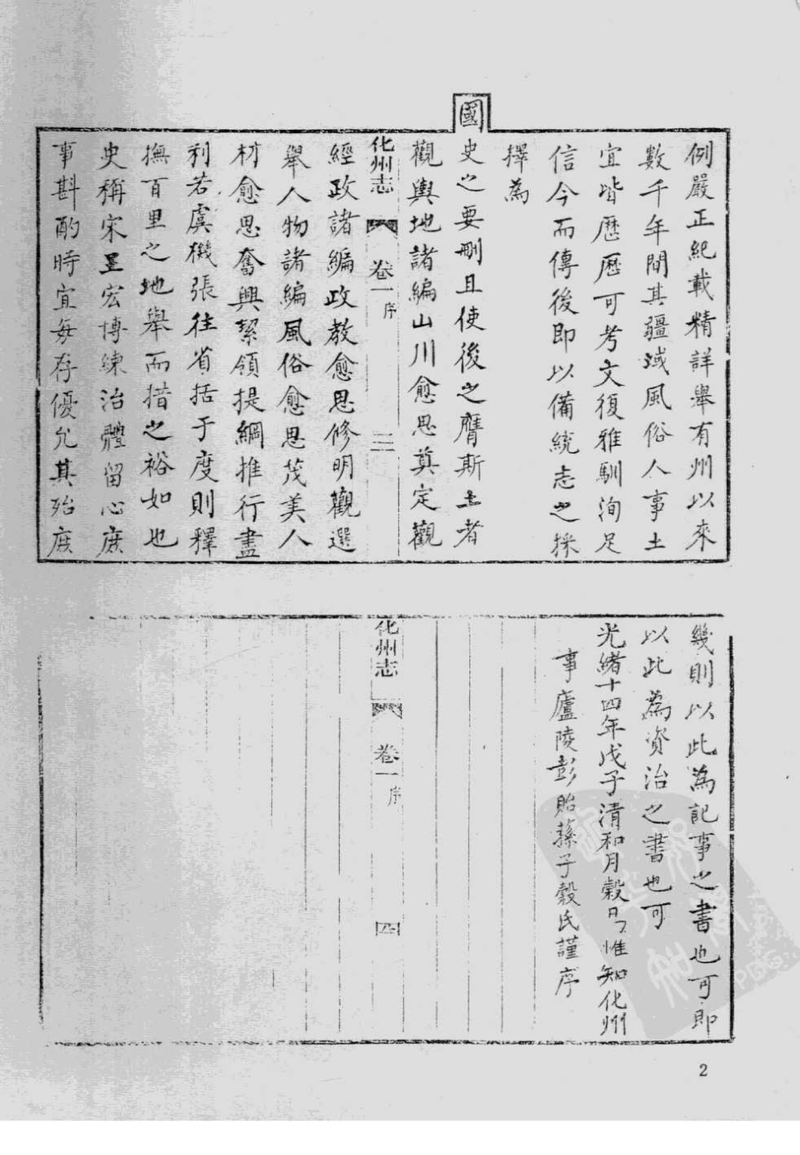 例嚴正紀載精詳舉有州以來
數千年間其疆域風俗人事土
宜皆歷歷可考文復雅馴洵足
信今而傳後即以備統志之採
擇為
國
史之要刪且使後之膺斯土者
觀輿地諸編山川愈思奠定觀
化州志 卷一 序 三
經政諸編政教愈思修明觀選
舉人物諸編風俗愈思茂美人
材愈思奮興絜領提綱推行盡
利若虞機張往省括于度則釋
撫百里之地舉而措之裕如也
史稱宋呈宏博練治體留心庶
事斟酌時宜每存優允其殆庶
幾則以此為記事之書也可即
以此為資治之書也可
光緒十四年戊子清和月穀旦惟知化州
事廬陵彭貽蓀子穀氏謹序
化州志 卷一 序 四
2